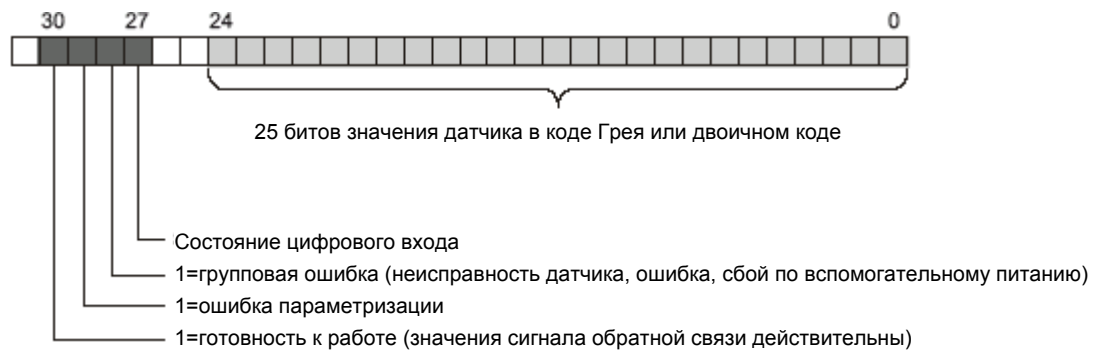 30 27 24 0
25 битов значения датчика в коде Грея или двоичном коде
Состояние цифрового входа
1=групповая ошибка (неисправность датчика, ошибка, сбой по вспомогательному питанию)
1=ошибка параметризации
1=готовность к работе (значения сигнала обратной связи действительны)